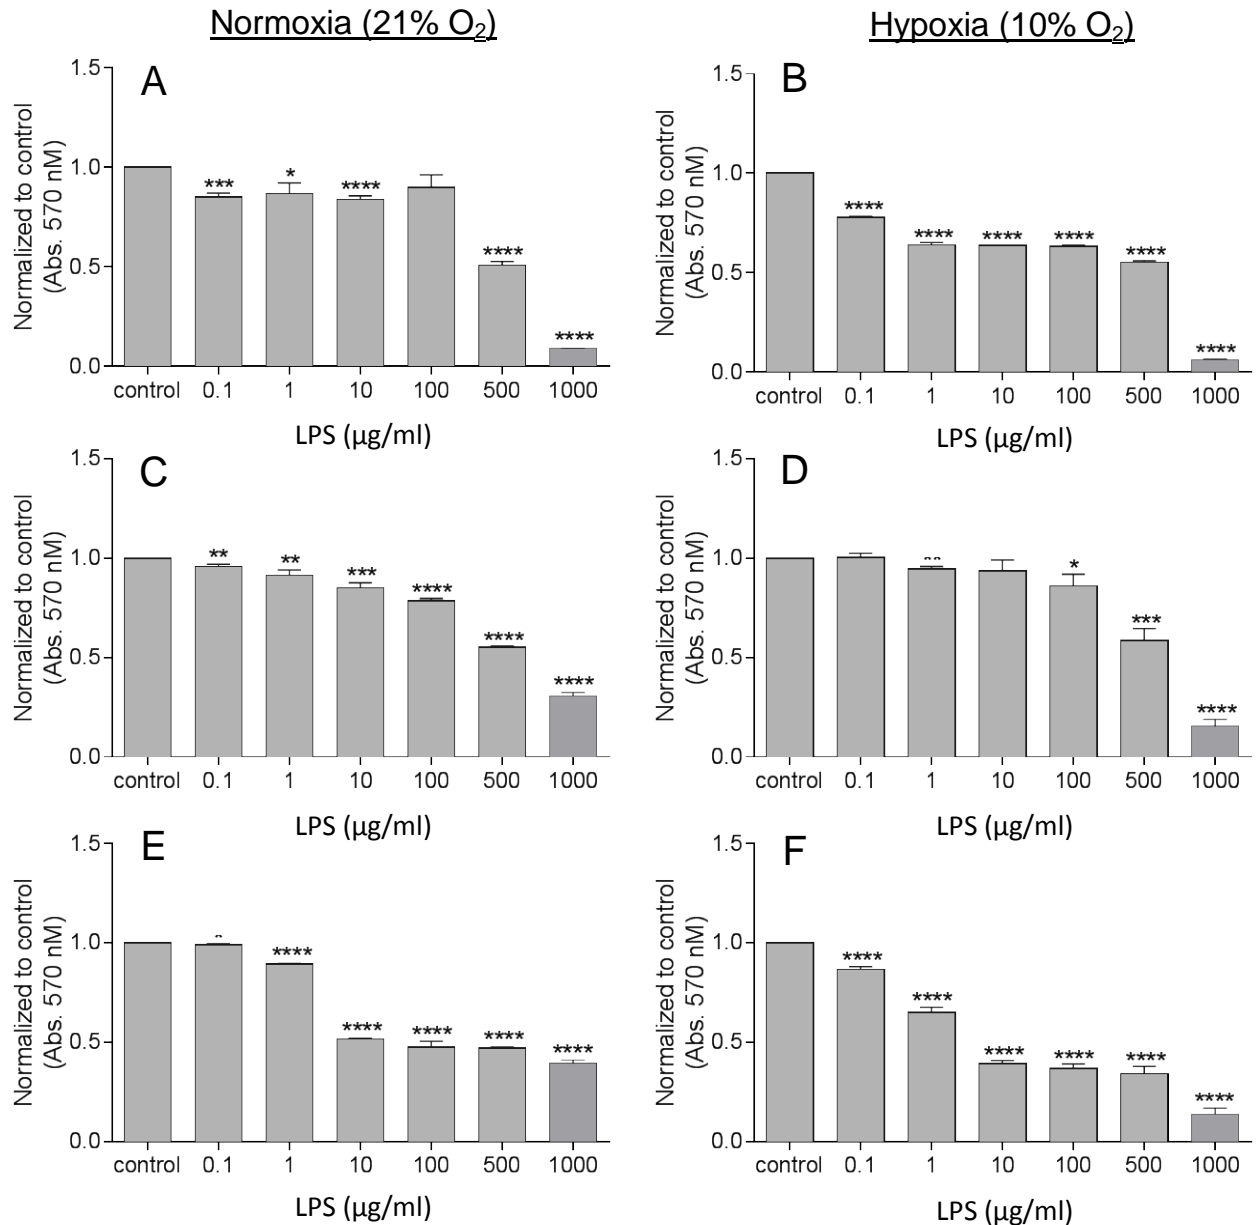 Normoxia (21% O₂)
Hypoxia (10% O₂)
A
Normalized to control
(Abs. 570 nM)
1.5
1.0
0.5
0.0
***
*
****
****
****
control 0.1 1 10 100 500 1000
LPS (µg/ml)
B
Normalized to control
(Abs. 570 nM)
1.5
1.0
0.5
0.0
****
****
****
****
****
****
control 0.1 1 10 100 500 1000
LPS (µg/ml)
C
Normalized to control
(Abs. 570 nM)
1.5
1.0
0.5
0.0
**
**
***
****
****
****
control 0.1 1 10 100 500 1000
LPS (µg/ml)
D
Normalized to control
(Abs. 570 nM)
1.5
1.0
0.5
0.0
**
*
***
****
control 0.1 1 10 100 500 1000
LPS (µg/ml)
E
Normalized to control
(Abs. 570 nM)
1.5
1.0
0.5
0.0
*
****
****
****
****
****
control 0.1 1 10 100 500 1000
LPS (µg/ml)
F
Normalized to control
(Abs. 570 nM)
1.5
1.0
0.5
0.0
****
****
****
****
****
****
control 0.1 1 10 100 500 1000
LPS (µg/ml)